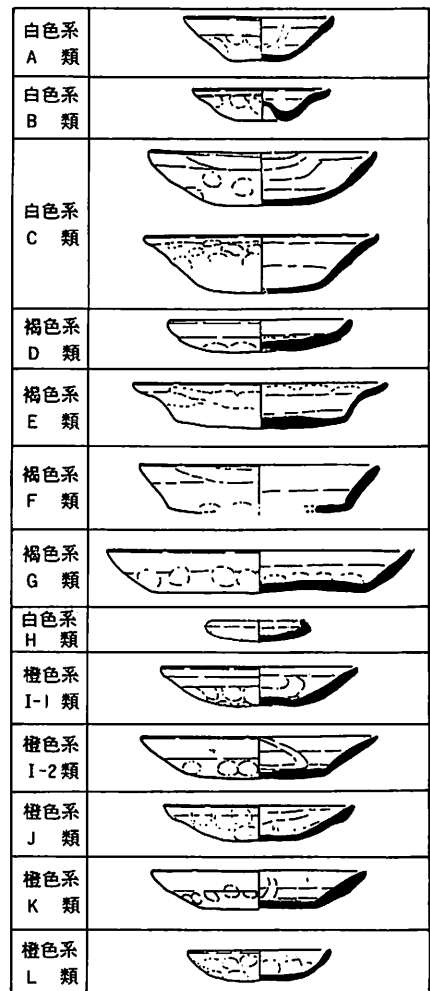 白色系
A 類
白色系
B 類
白色系
C 類
褐色系
D 類
褐色系
E 類
褐色系
F 類
褐色系
G 類
白色系
H 類
橙色系
I-1類
橙色系
I-2類
橙色系
J 類
橙色系
K 類
橙色系
L 類